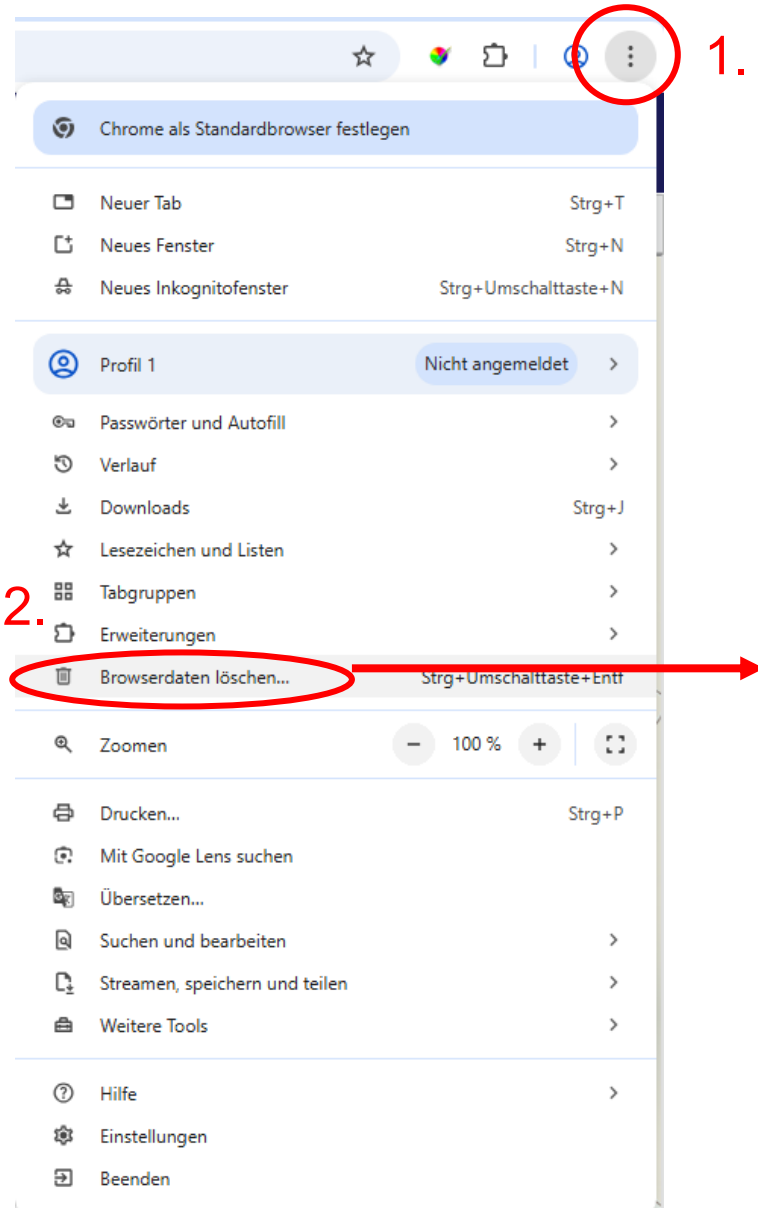 1.
Chrome als Standardbrowser festlegen
Neuer Tab Strg+T
Neues Fenster Strg+N
Neues Inkognitofenster Strg+Umschalttaste+N
Profil 1 Nicht angemeldet
Passwörter und Autofill
Verlauf
Downloads Strg+J
Lesezeichen und Listen
Tabgruppen
2.
Erweiterungen
Browserdaten löschen... Strg+Umschalttaste+Entf
Zoomen − 100 % +
Drucken... Strg+P
Mit Google Lens suchen
Übersetzen...
Suchen und bearbeiten
Streamen, speichern und teilen
Weitere Tools
Hilfe
Einstellungen
Beenden